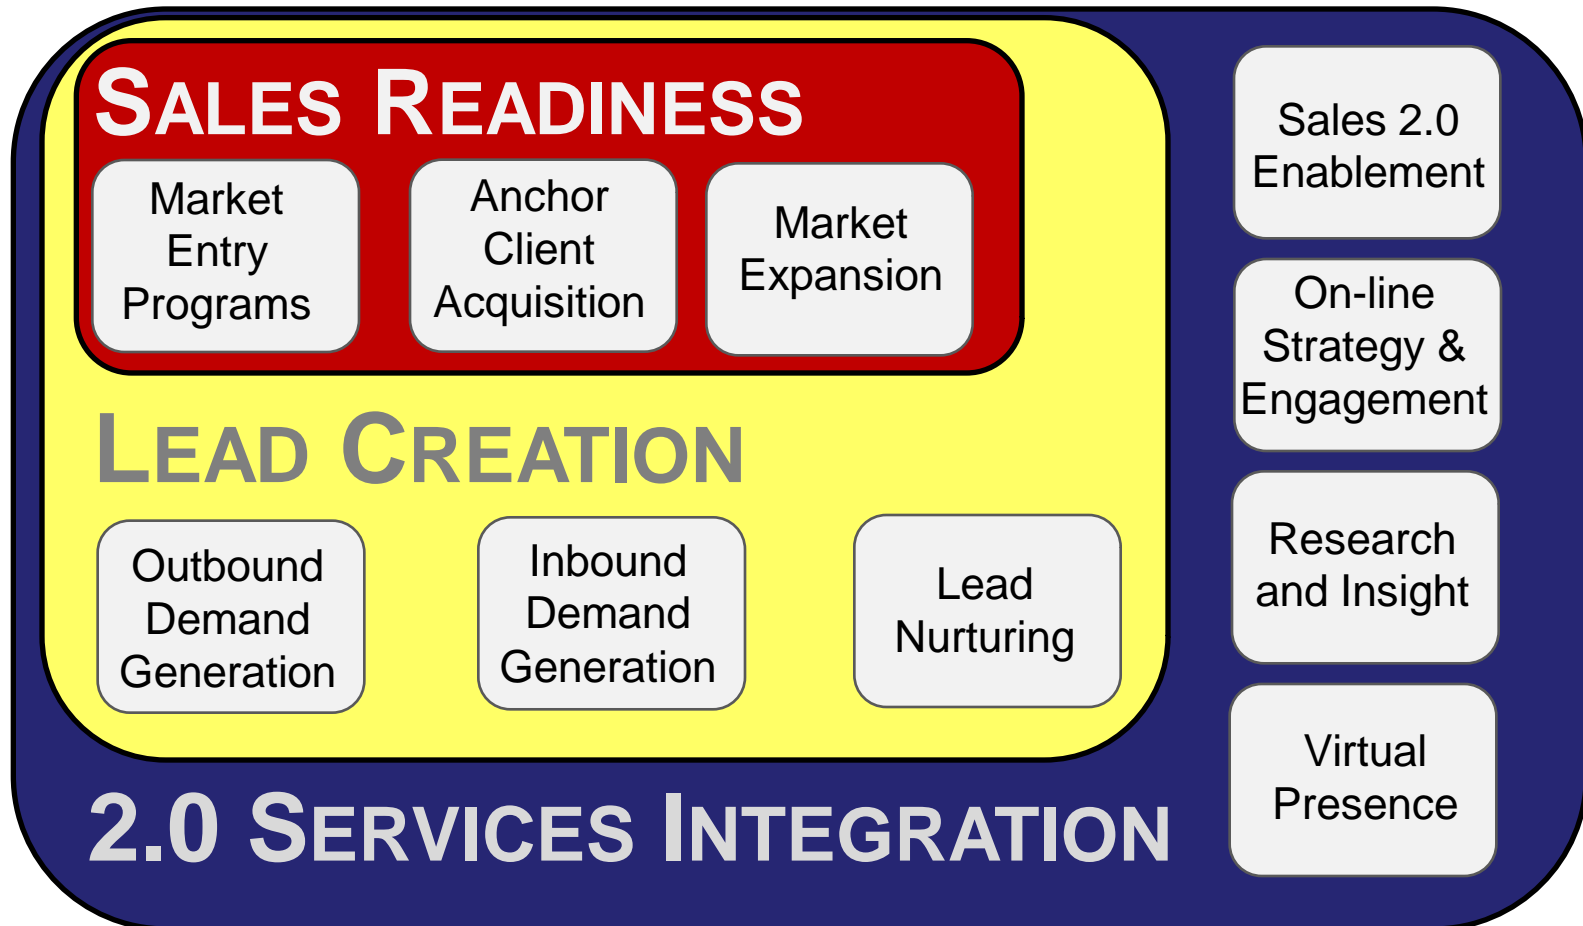 SALES READINESS
Market
Entry
Programs
Anchor
Client
Acquisition
Market
Expansion
LEAD CREATION
Outbound
Demand
Generation
Inbound
Demand
Generation
Lead
Nurturing
2.0 SERVICES INTEGRATION
Sales 2.0
Enablement
On-line
Strategy &
Engagement
Research
and Insight
Virtual
Presence